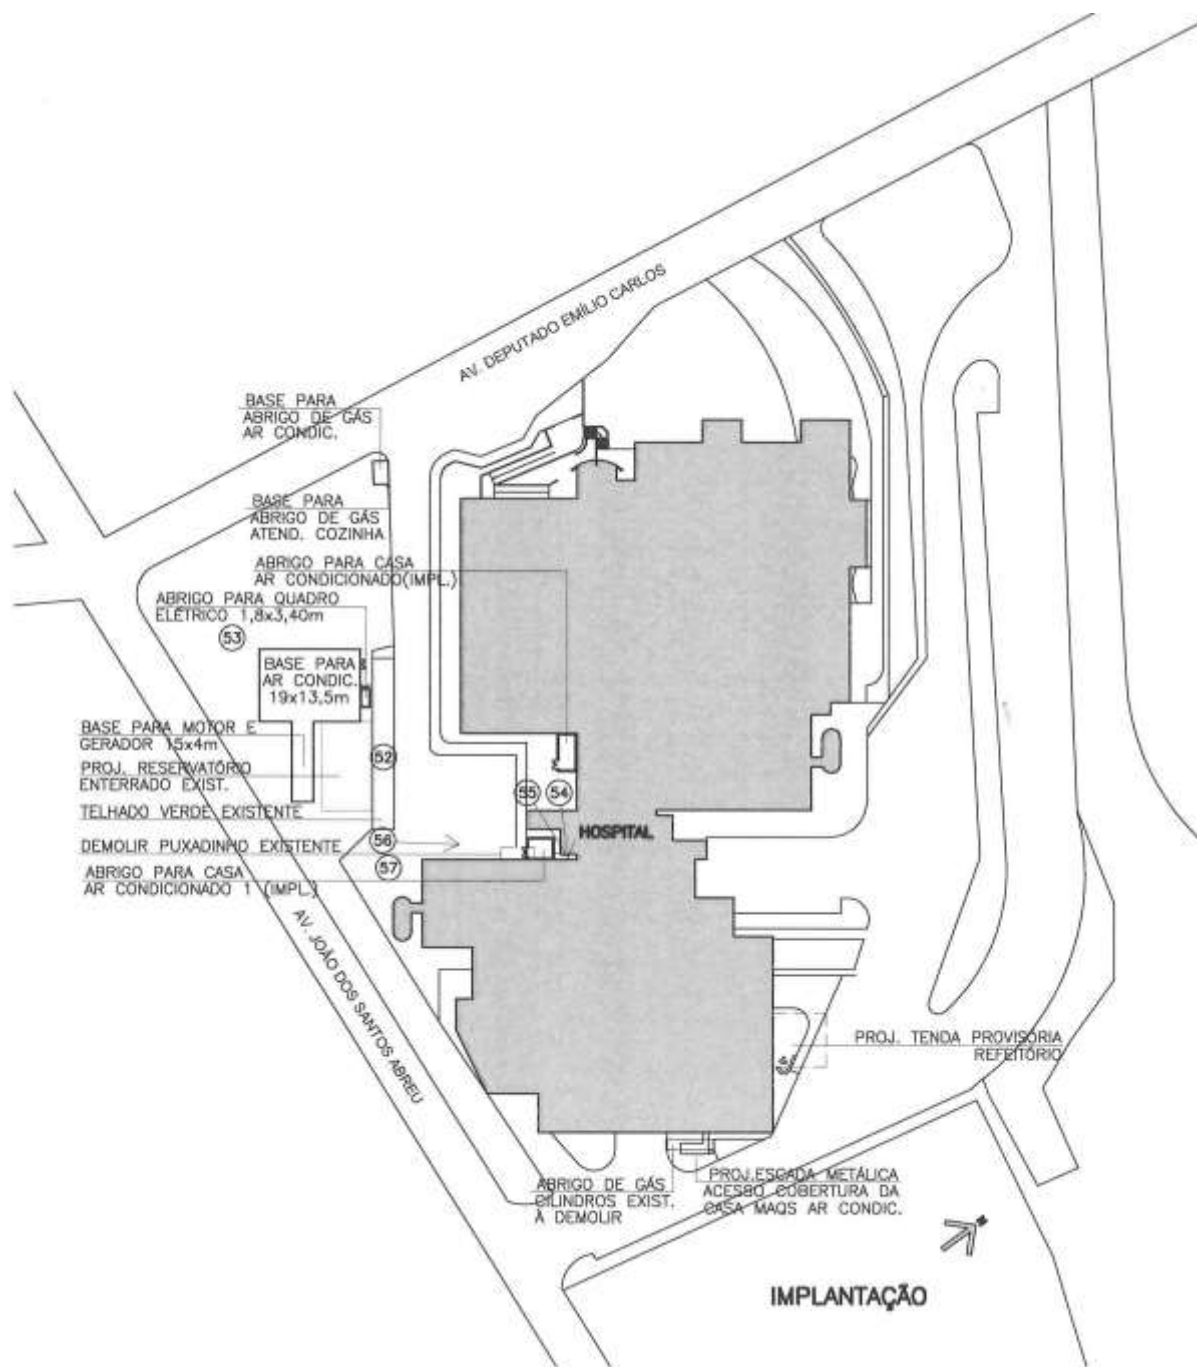 AV. DEPUTADO EMÍLIO CARLOS
BASE PARA
ABRIGO DE GÁS
AR CONDIC.
BASE PARA
ABRIGO DE GÁS
ATEND. COZINHA
ABRIGO PARA CASA
AR CONDICIONADO(IMPL.)
ABRIGO PARA QUADRO
ELÉTRICO 1,8x3,40m
53
BASE PARA
AR CONDIC.
19x13,5m
BASE PARA MOTOR E
GERADOR 15x4m
52
PROJ. RESERVATÓRIO
ENTERRADO EXIST.
55
54
TELHADO VERDE EXISTENTE
HOSPITAL
56
DEMOLIR PUXADINHO EXISTENTE
57
ABRIGO PARA CASA
AR CONDICIONADO 1 (IMPL.)
AV. JOÃO DOS SANTOS ABREU
PROJ. TENDA PROVISÓRIA
REFEITÓRIO
ABRIGO DE GÁS
CILINDROS EXIST.
À DEMOLIR
PROJ.ESCADA METÁLICA
ACESSO COBERTURA DA
CASA MAQS AR CONDIC.
IMPLANTAÇÃO